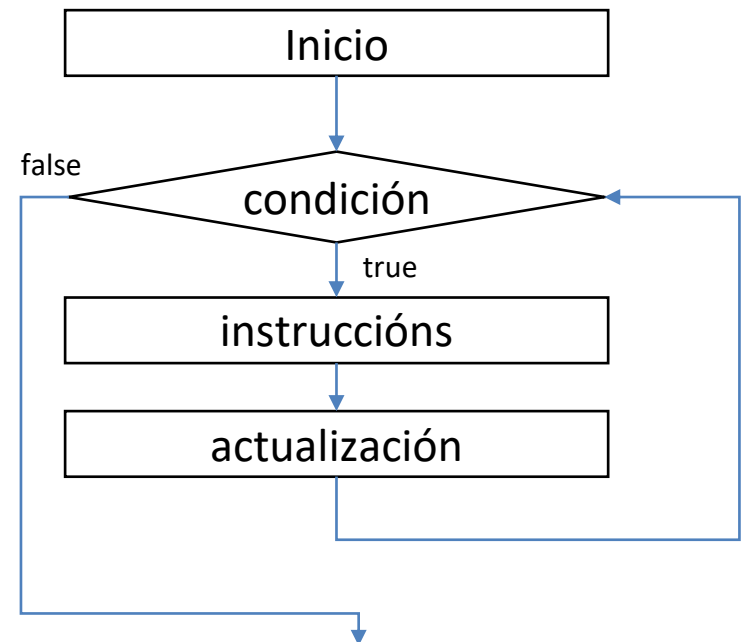 Inicio
false
condición
true
instruccións
actualización